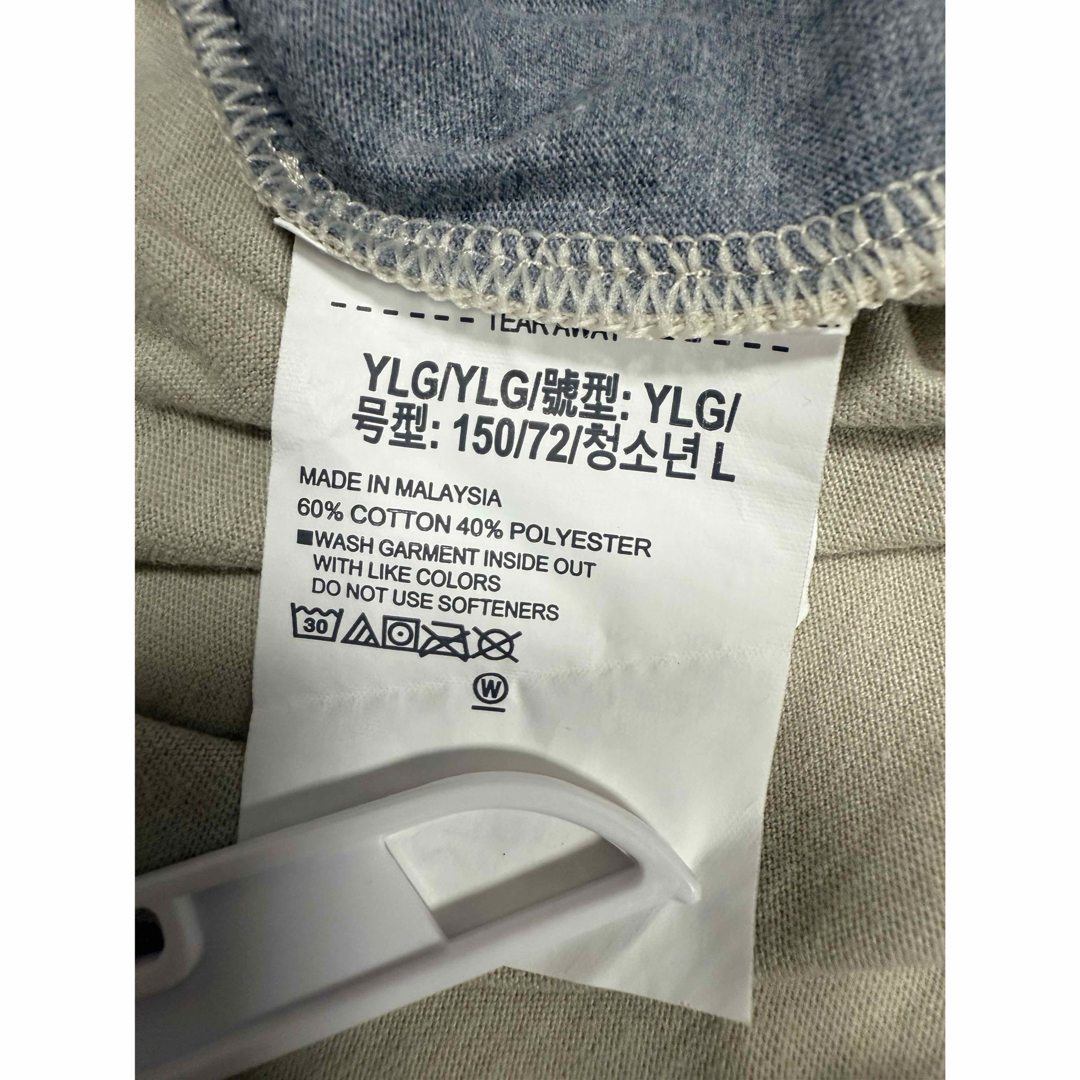 - - - - - - TEAR AWAY - - - - - -
YLG/YLG/號型: YLG/
号型: 150/72/청소년 L
MADE IN MALAYSIA
60% COTTON 40% POLYESTER
■WASH GARMENT INSIDE OUT
WITH LIKE COLORS
DO NOT USE SOFTENERS
30
W